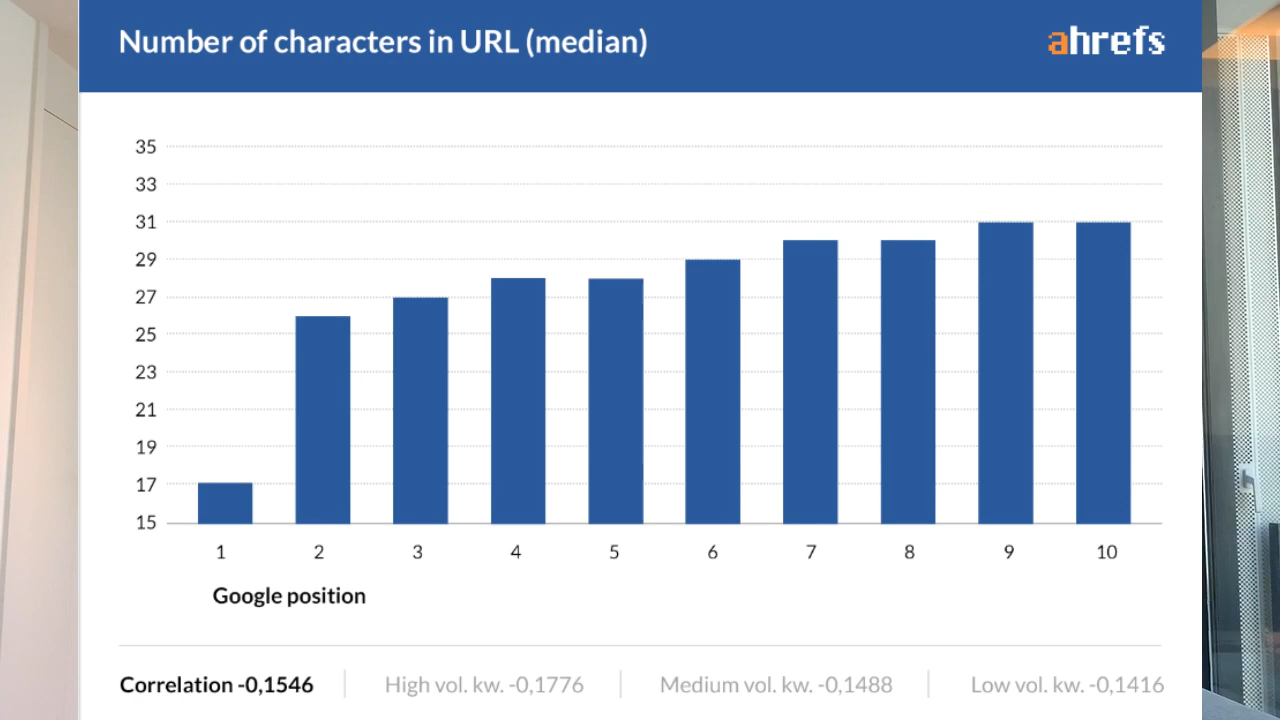 Number of characters in URL (median)
ahrefs
35
33
31
29
27
25
23
21
19
17
15
1 2 3 4 5 6 7 8 9 10
Google position
Correlation -0,1546
High vol. kw. -0,1776
Medium vol. kw. -0,1488
Low vol. kw. -0,1416